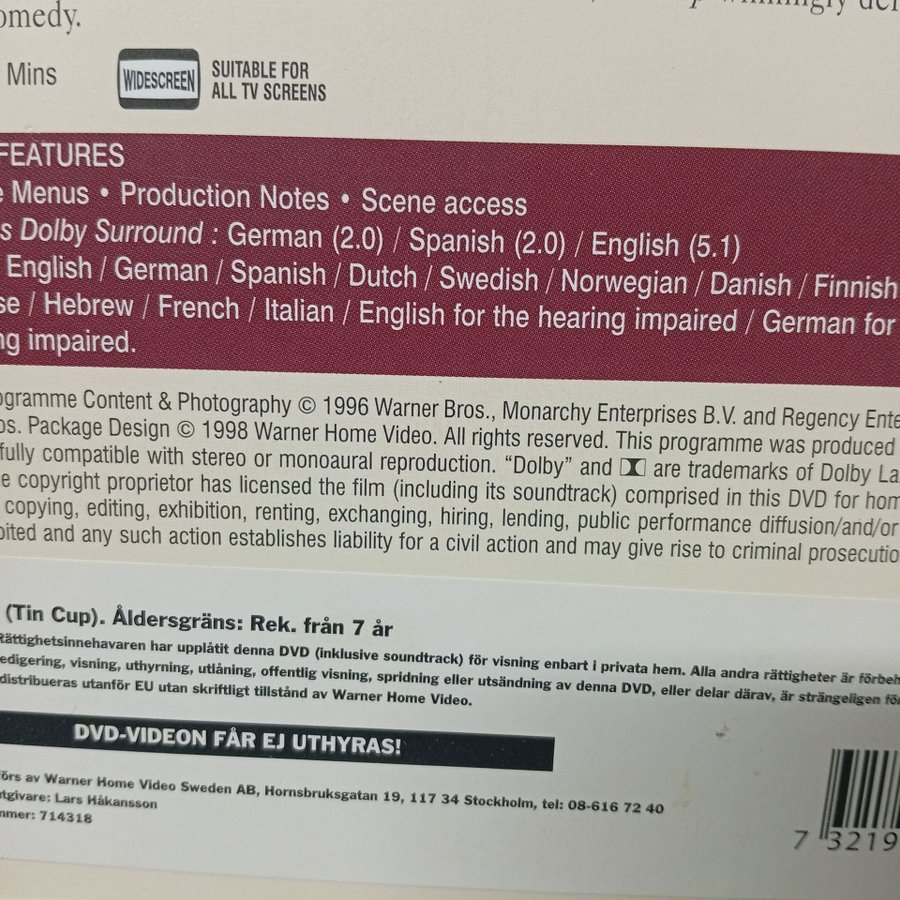 omedy.
willingly
Mins
WIDESCREEN
SUITABLE FOR
ALL TV SCREENS
FEATURES
e Menus • Production Notes • Scene access
s Dolby Surround : German (2.0) / Spanish (2.0) / English (5.1)
English / German / Spanish / Dutch / Swedish / Norwegian / Danish / Finnish
se / Hebrew / French / Italian / English for the hearing impaired / German for
ng impaired.
ogramme Content & Photography © 1996 Warner Bros., Monarchy Enterprises B.V. and Regency Ente
os. Package Design © 1998 Warner Home Video. All rights reserved. This programme was produced
fully compatible with stereo or monoaural reproduction. “Dolby” and are trademarks of Dolby La
e copyright proprietor has licensed the film (including its soundtrack) comprised in this DVD for hom
copying, editing, exhibition, renting, exchanging, hiring, lending, public performance diffusion/and/or
bited and any such action establishes liability for a civil action and may give rise to criminal prosecutio
(Tin Cup). Åldersgräns: Rek. från 7 år
Rättighetsinnehavaren har upplåtit denna DVD (inklusive soundtrack) för visning enbart i privata hem. Alla andra rättigheter är förbeh
edigering, visning, uthyrning, utlåning, offentlig visning, spridning eller utsändning av denna DVD, eller delar därav, är strängeligen för
distribueras utanför EU utan skriftligt tillstånd av Warner Home Video.
DVD-VIDEON FÅR EJ UTHYRAS!
förs av Warner Home Video Sweden AB, Hornsbruksgatan 19, 117 34 Stockholm, tel: 08-616 72 40
utgivare: Lars Håkansson
mmer: 714318
7 3219